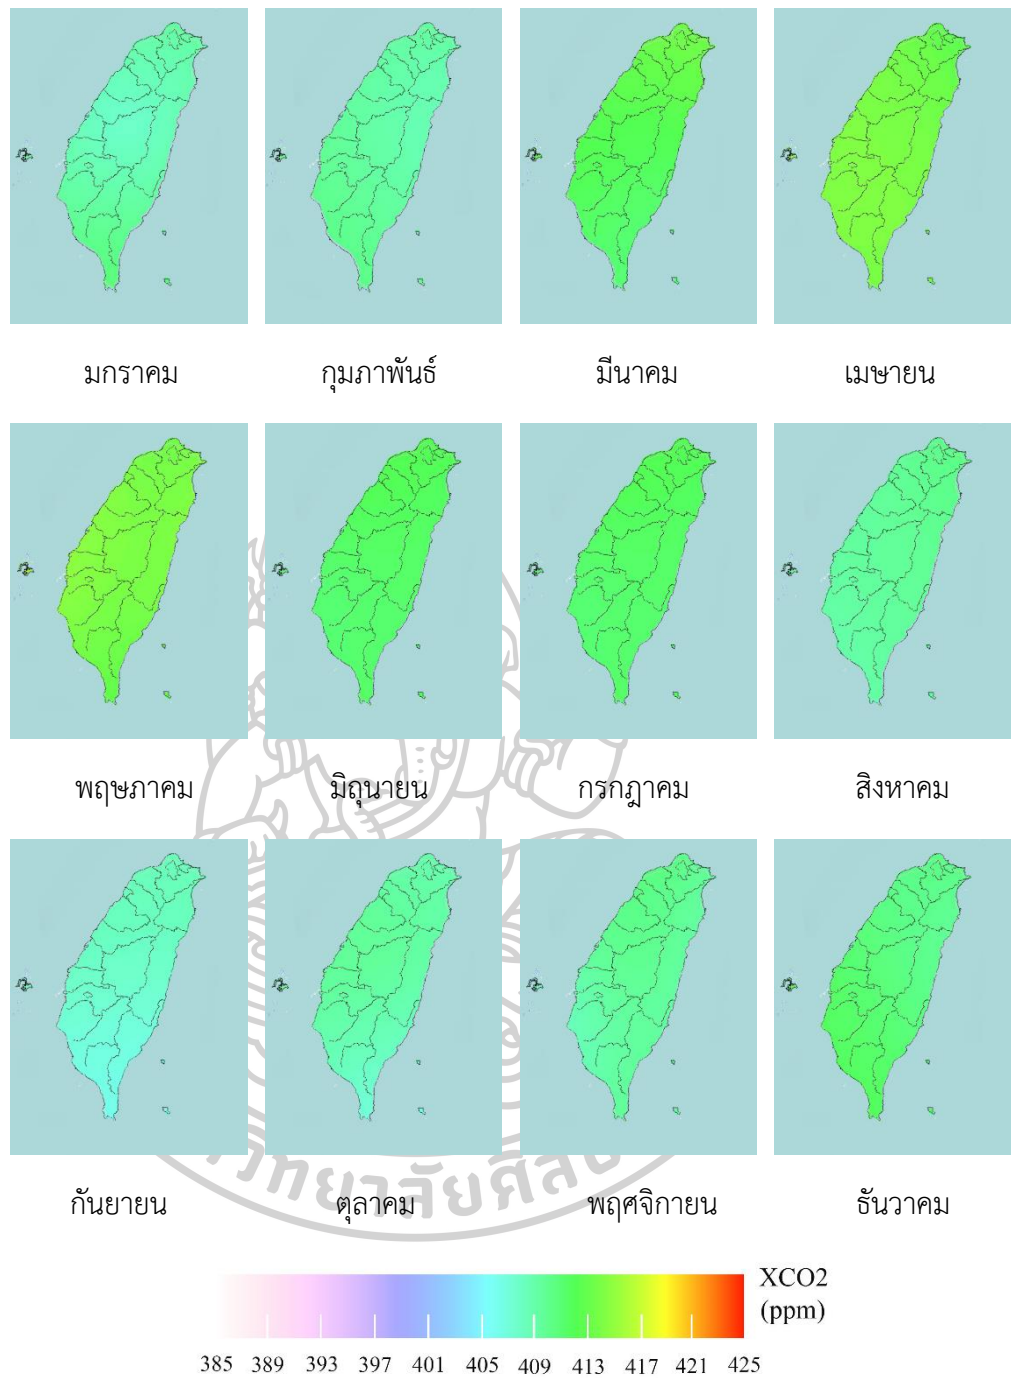 มกราคม กุมภาพันธ์ มีนาคม เมษายน
พฤษภาคม มิถุนายน กรกฎาคม สิงหาคม
กันยายน ตุลาคม พฤศจิกายน ธันวาคม
XCO2
(ppm)
385 389 393 397 401 405 409 413 417 421 425